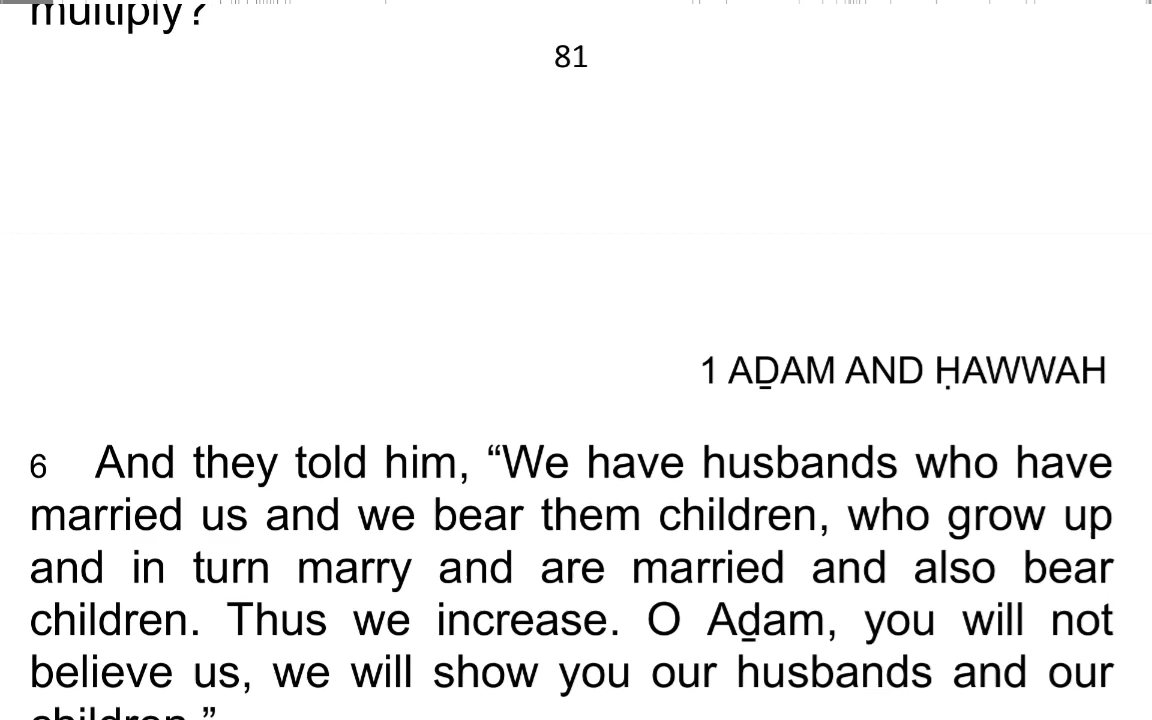 multiply?
81
1 AḎAM AND ḤAWWAH
6 And they told him, “We have husbands who have
married us and we bear them children, who grow up
and in turn marry and are married and also bear
children. Thus we increase. O Aḏam, you will not
believe us, we will show you our husbands and our
children.”